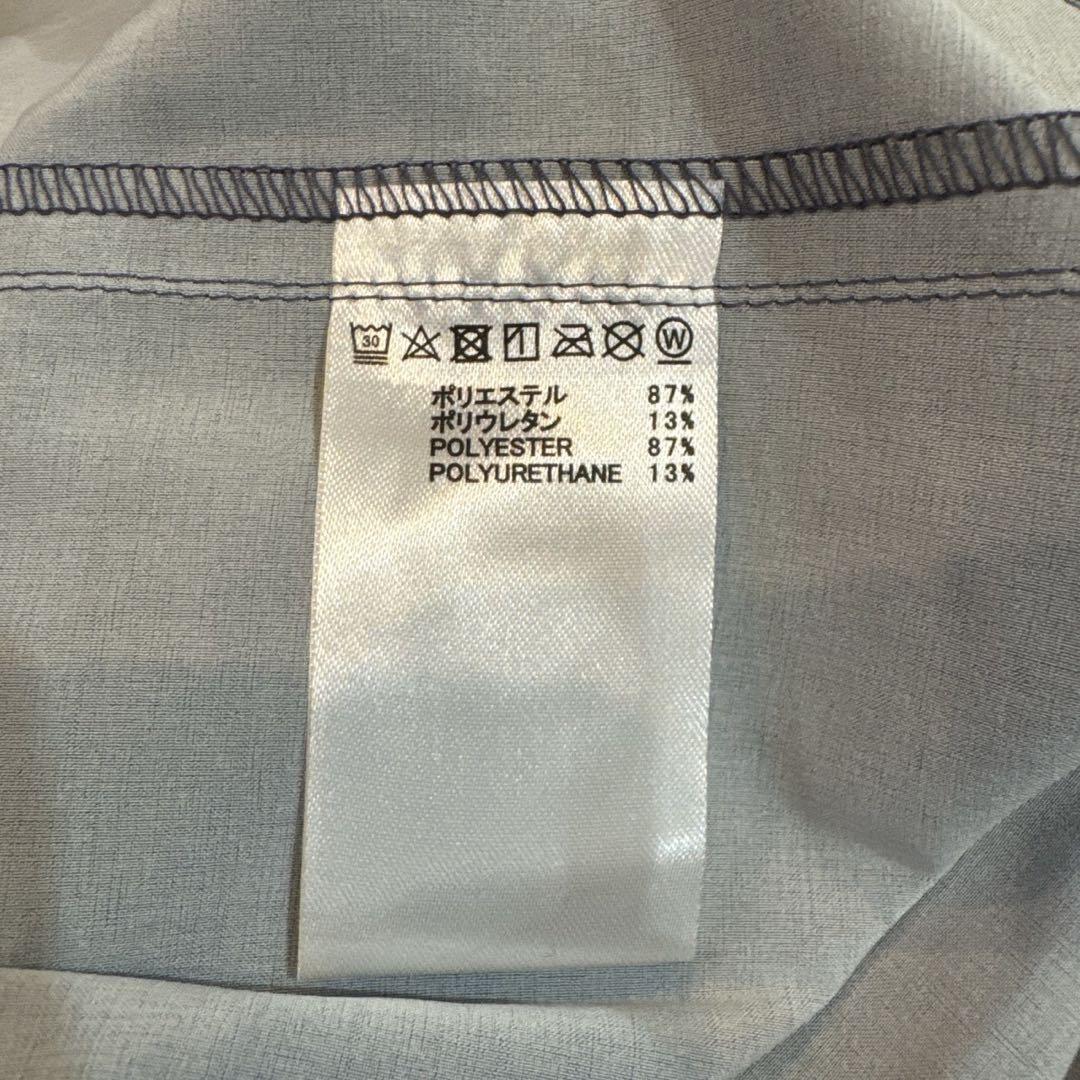 30 W
ポリエステル 87%
ポリウレタン 13%
POLYESTER 87%
POLYURETHANE 13%